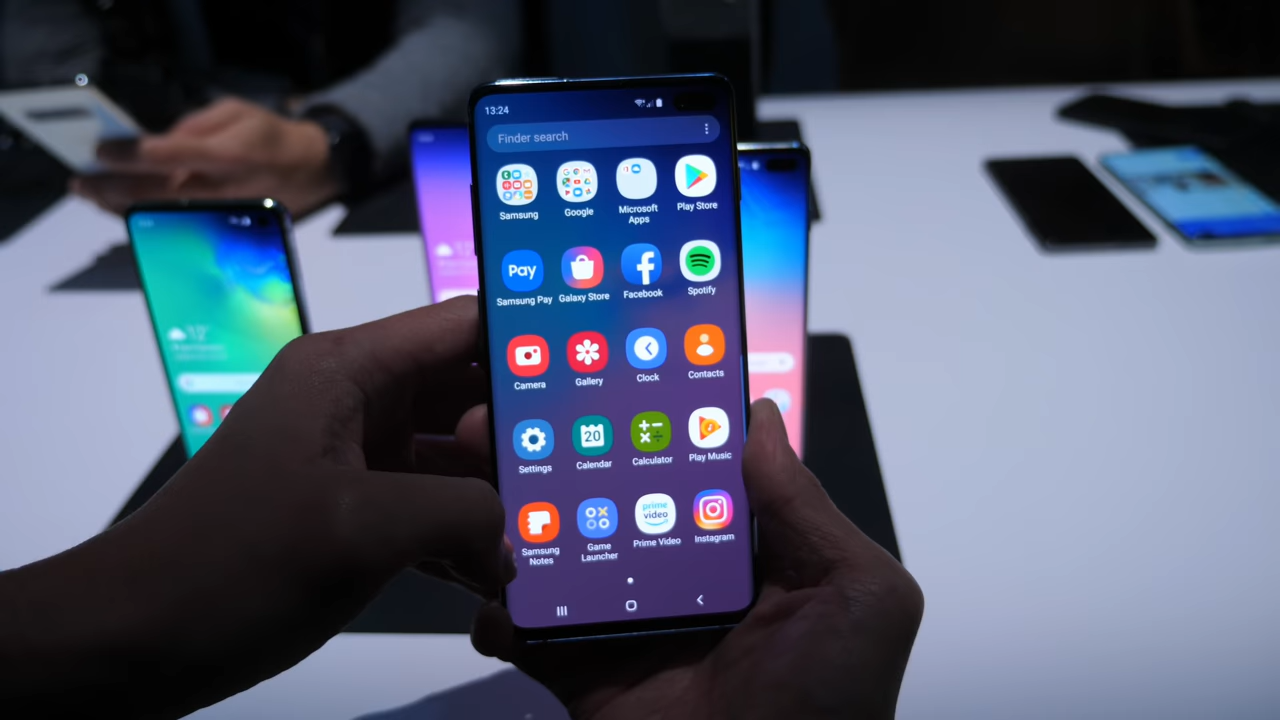 13:24
Finder search
Samsung
Google
Microsoft
Apps
Play Store
Pay
Samsung Pay
Galaxy Store
Facebook
Spotify
Camera
Gallery
Clock
Contacts
20
Settings
Calendar
Calculator
Play Music
prime
video
Samsung
Notes
Game
Launcher
Prime Video
Instagram
12°